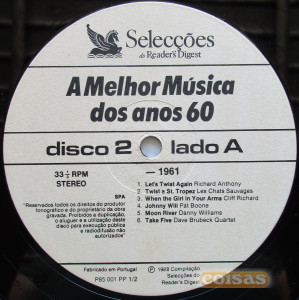 Selecções
do Reader's Digest
A Melhor Música
dos anos 60
disco 2 lado A
33⅓ RPM
STEREO
— 1961
1. Let's Twist Again Richard Anthony
2. Twist à St. Tropez Les Chats Sauvages
3. When the Girl in Your Arms Cliff Richard
4. Johnny Will Pat Boone
5. Moon River Danny Williams
6. Take Five Dave Brubeck Quartet
SPA
"Reservados todos os direitos do produtor
fonográfico e do proprietário da obra
gravada. Proibidos a duplicação,
o aluguer e a utilização deste
disco para execução pública
e radiodifusão não
autorizados"
Fabricado em Portugal
PB5 001 PP 1/2
Compilação
Selecções do
Reader's Digest
coisas